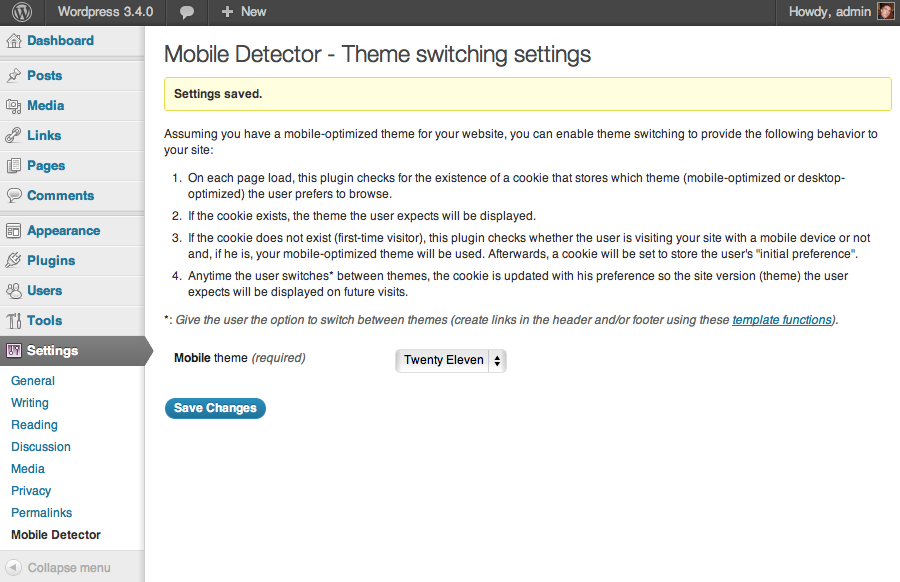 Wordpress 3.4.0
New
Howdy, admin
Dashboard
Posts
Media
Links
Pages
Comments
Appearance
Plugins
Users
Tools
Settings
General
Writing
Reading
Discussion
Media
Privacy
Permalinks
Mobile Detector
Collapse menu
Mobile Detector - Theme switching settings
Settings saved.
Assuming you have a mobile-optimized theme for your website, you can enable theme switching to provide the following behavior to
your site:
1. On each page load, this plugin checks for the existence of a cookie that stores which theme (mobile-optimized or desktop-
optimized) the user prefers to browse.
2. If the cookie exists, the theme the user expects will be displayed.
3. If the cookie does not exist (first-time visitor), this plugin checks whether the user is visiting your site with a mobile device or not
and, if he is, your mobile-optimized theme will be used. Afterwards, a cookie will be set to store the user's "initial preference".
4. Anytime the user switches* between themes, the cookie is updated with his preference so the site version (theme) the user
expects will be displayed on future visits.
*: Give the user the option to switch between themes (create links in the header and/or footer using these template functions).
Mobile theme (required)
Twenty Eleven
Save Changes